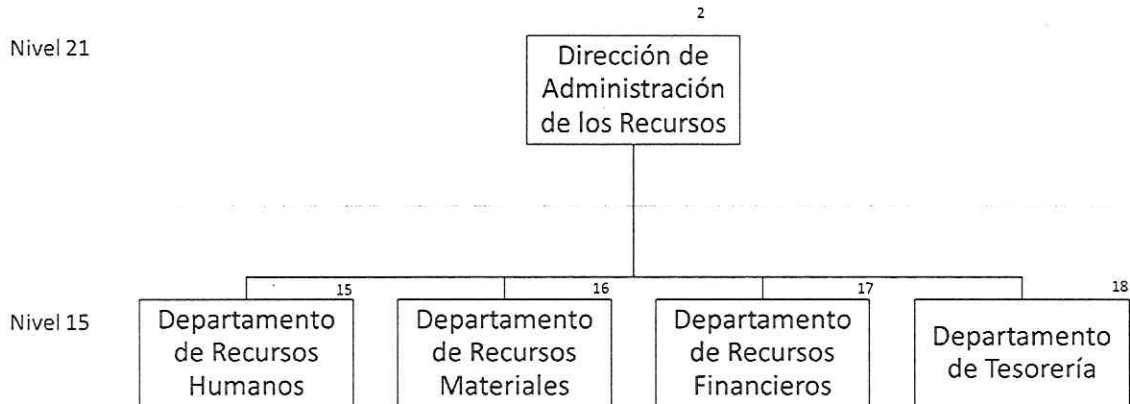 2
Nivel 21
Dirección de
Administración
de los Recursos
Nivel 15
15
Departamento
de Recursos
Humanos
16
Departamento
de Recursos
Materiales
17
Departamento
de Recursos
Financieros
18
Departamento
de Tesorería